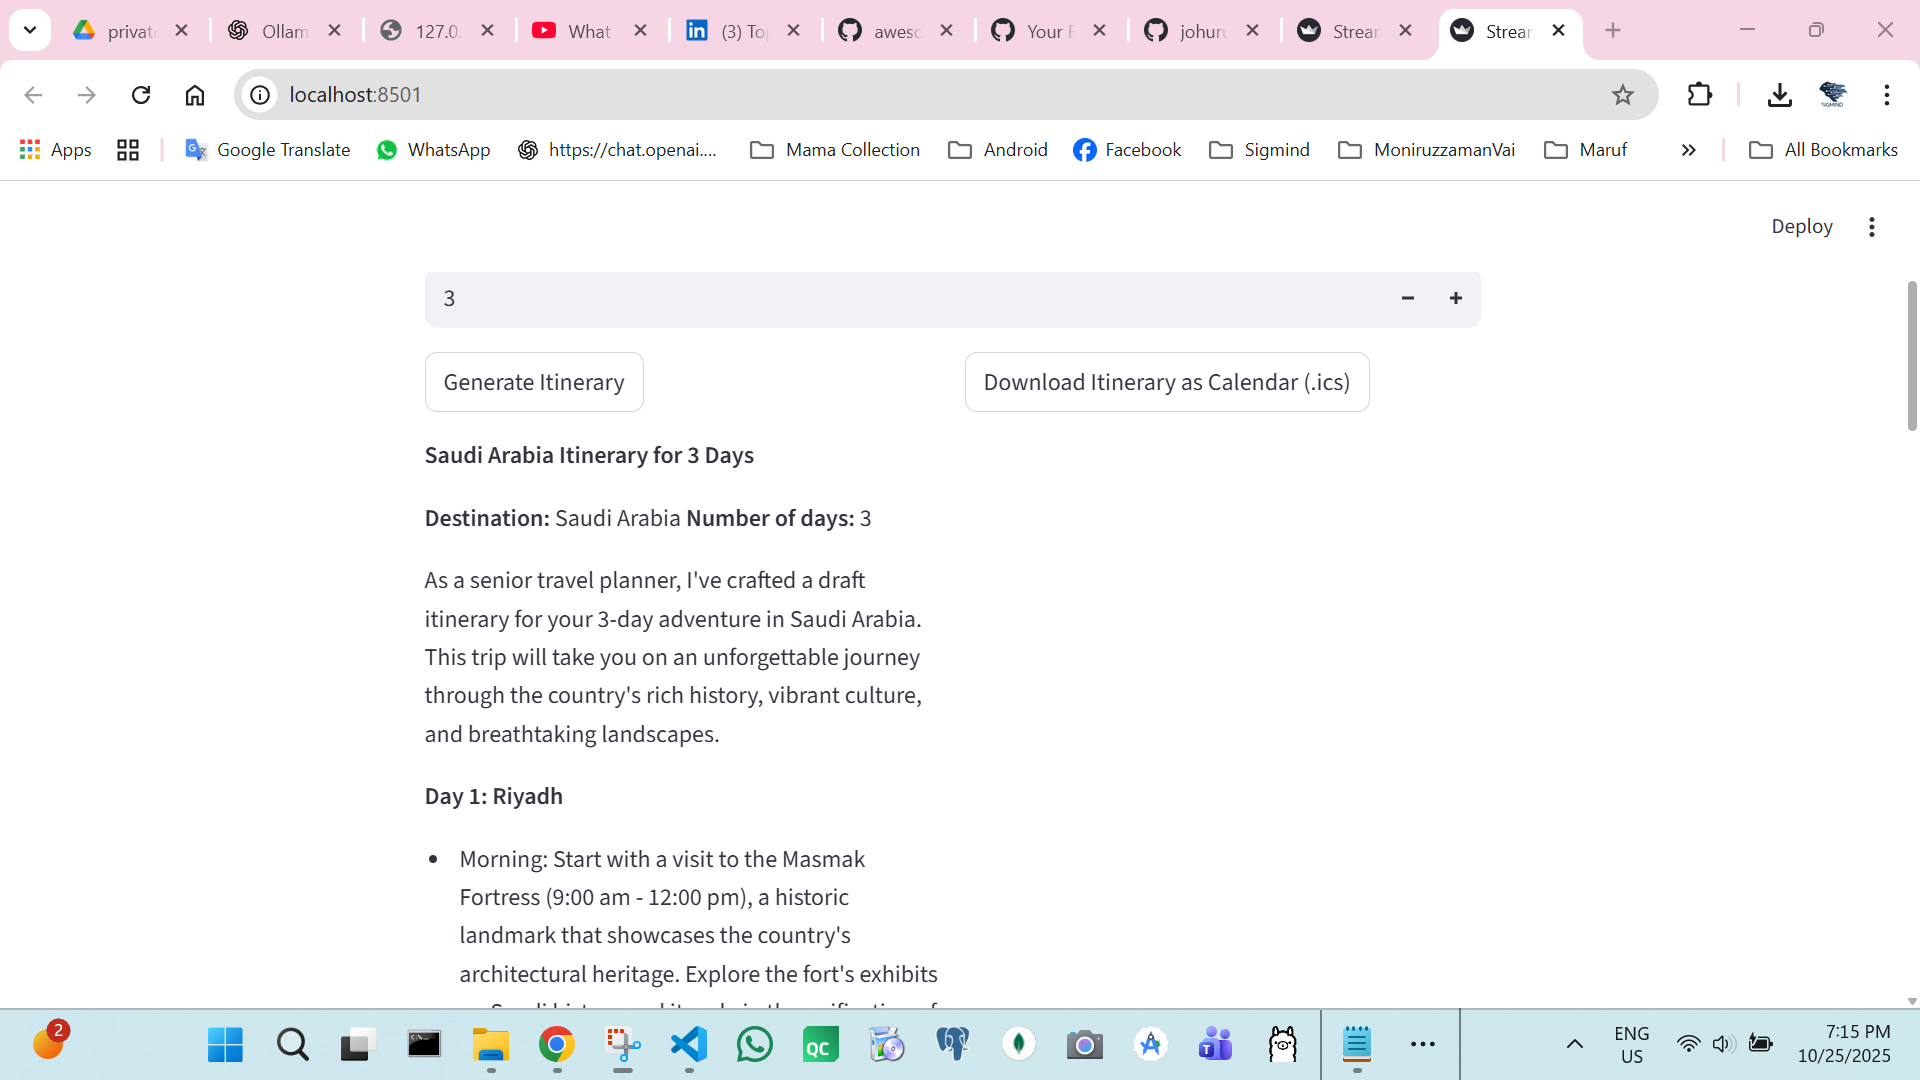 private
Ollam
127.0.
What
(3) To
awesc
Your
johuru
Strear
Strear
localhost:8501
Apps
Google Translate
WhatsApp
https://chat.openai....
Mama Collection
Android
Facebook
Sigmind
MoniruzzamanVai
Maruf
All Bookmarks
Deploy
3
Generate Itinerary
Download Itinerary as Calendar (.ics)
Saudi Arabia Itinerary for 3 Days
Destination: Saudi Arabia Number of days: 3
As a senior travel planner, I've crafted a draft
itinerary for your 3-day adventure in Saudi Arabia.
This trip will take you on an unforgettable journey
through the country's rich history, vibrant culture,
and breathtaking landscapes.
Day 1: Riyadh
Morning: Start with a visit to the Masmak
Fortress (9:00 am - 12:00 pm), a historic
landmark that showcases the country's
architectural heritage. Explore the fort's exhibits
2
QC
ENG
US
7:15 PM
10/25/2025